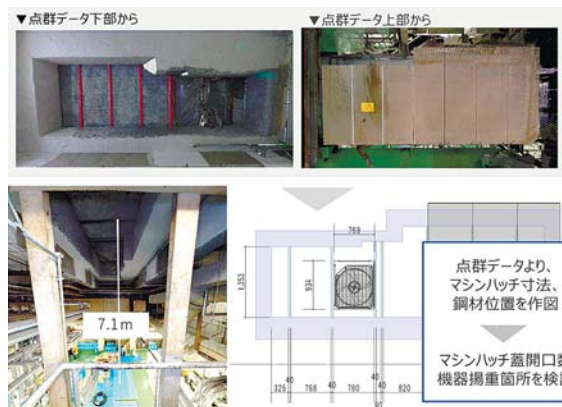 ▼点群データ下部から
▼点群データ上部から
7.1m
769
1,353
934
40
40
40
325
768
780
820
90
点群データより、
マシンハッチ寸法、
鋼材位置を作図
マシンハッチ蓋開口
機器揚重箇所を検